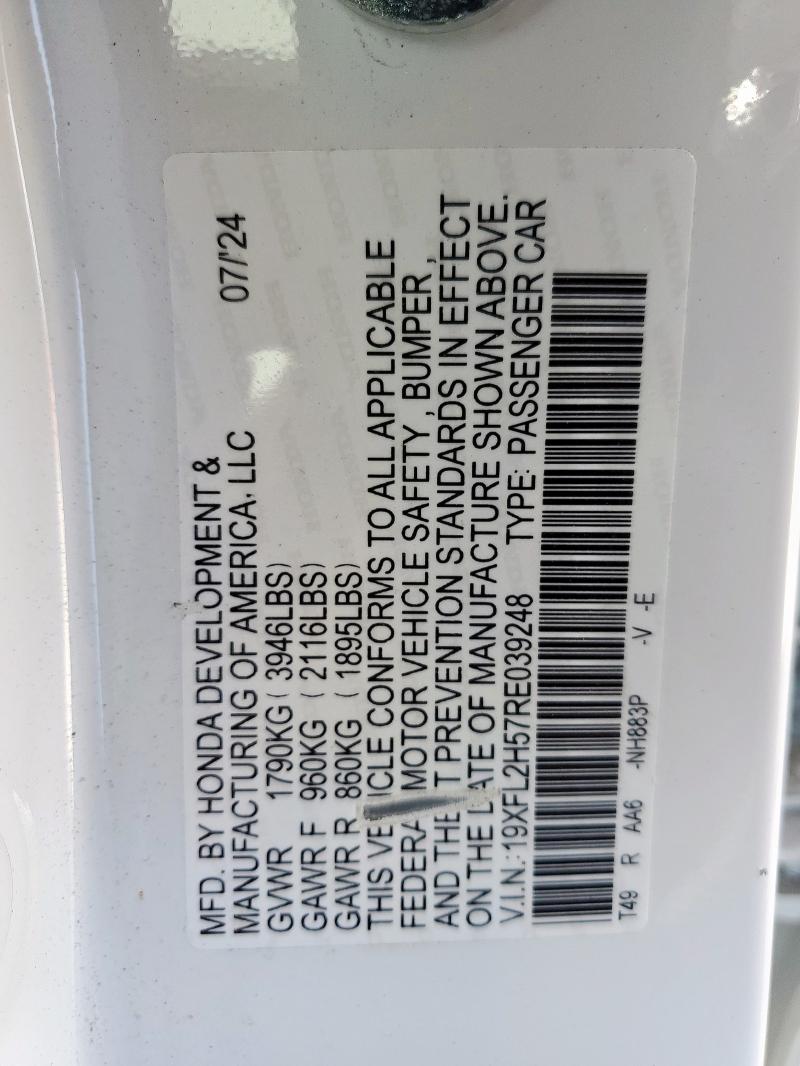 MFD. BY HONDA DEVELOPMENT &
MANUFACTURING OF AMERICA, LLC 07/'24
GVWR 1790KG ( 3946LBS)
GAWR F 960KG ( 2116LBS)
GAWR R 860KG ( 1895LBS)
THIS VE ICLE CONFORMS TO ALL APPLICABLE
FEDERA MOTOR VEHICLE SAFETY , BUMPER ,
AND THE T PREVENTION STANDARDS IN EFFECT
ON THE DATE OF MANUFACTURE SHOWN ABOVE.
V.I.N.:19XFL2H57RE039248 TYPE: PASSENGER CAR
T49 R AA6 -NH883P -V -E